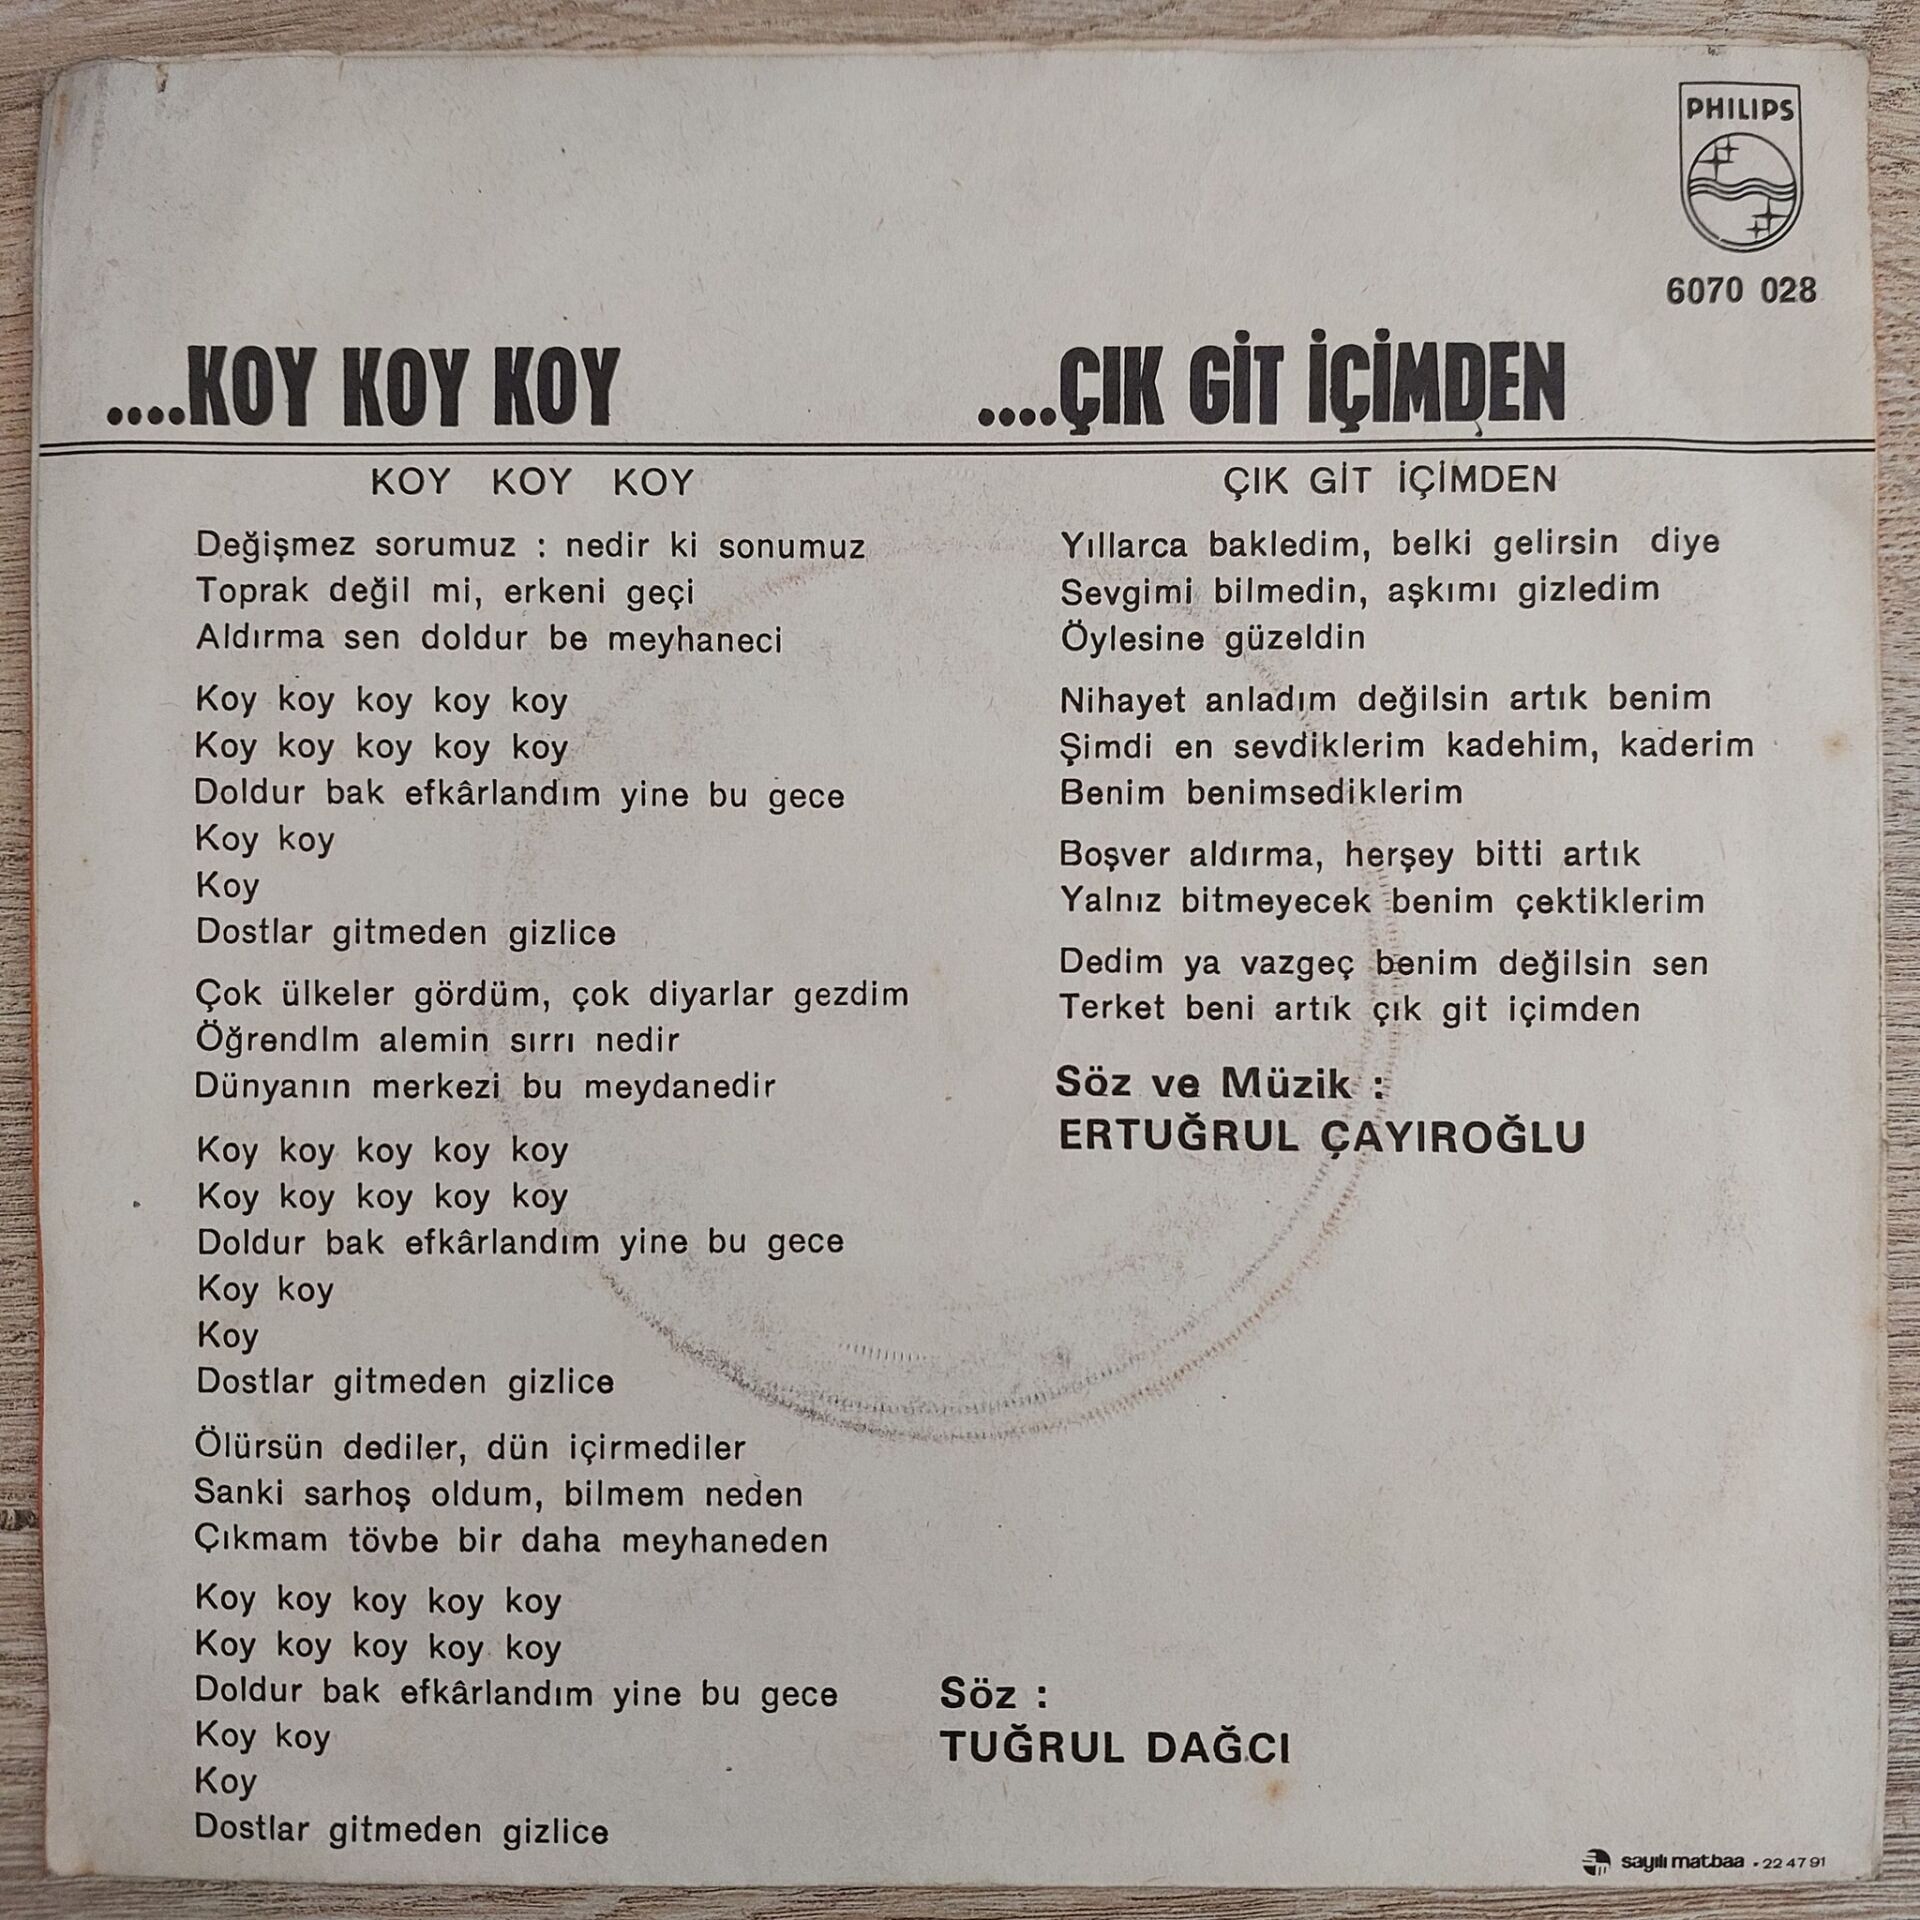 PHILIPS
6070 028
....KOY KOY KOY
KOY KOY KOY
Değişmez sorumuz : nedir ki sonumuz
Toprak değil mi, erkeni geçi
Aldırma sen doldur be meyhaneci
Koy koy koy koy koy
Koy koy koy koy koy
Doldur bak efkârlandım yine bu gece
Koy koy
Koy
Dostlar gitmeden gizlice
Çok ülkeler gördüm, çok diyarlar gezdim
ÖğrendIm alemin sırrı nedir
Dünyanın merkezi bu meydanedir
Koy koy koy koy koy
Koy koy koy koy koy
Doldur bak efkârlandım yine bu gece
Koy koy
Koy
Dostlar gitmeden gizlice
Ölürsün dediler, dün içirmediler
Sanki sarhoş oldum, bilmem neden
Çıkmam tövbe bir daha meyhaneden
Koy koy koy koy koy
Koy koy koy koy koy
Doldur bak efkârlandım yine bu gece
Koy koy
Koy
Dostlar gitmeden gizlice
Söz :
TUĞRUL DAĞCI
....ÇIK GİT İÇİMDEN
ÇIK GİT İÇİMDEN
Yıllarca bakledim, belki gelirsin diye
Sevgimi bilmedin, aşkımı gizledim
Öylesine güzeldin
Nihayet anladım değilsin artık benim
Şimdi en sevdiklerim kadehim, kaderim
Benim benimsediklerim
Boşver aldırma, herşey bitti artık
Yalnız bitmeyecek benim çektiklerim
Dedim ya vazgeç benim değilsin sen
Terket beni artık çık git içimden
Söz ve Müzik :
ERTUĞRUL ÇAYIROĞLU
sayılı matbaa • 22 47 91